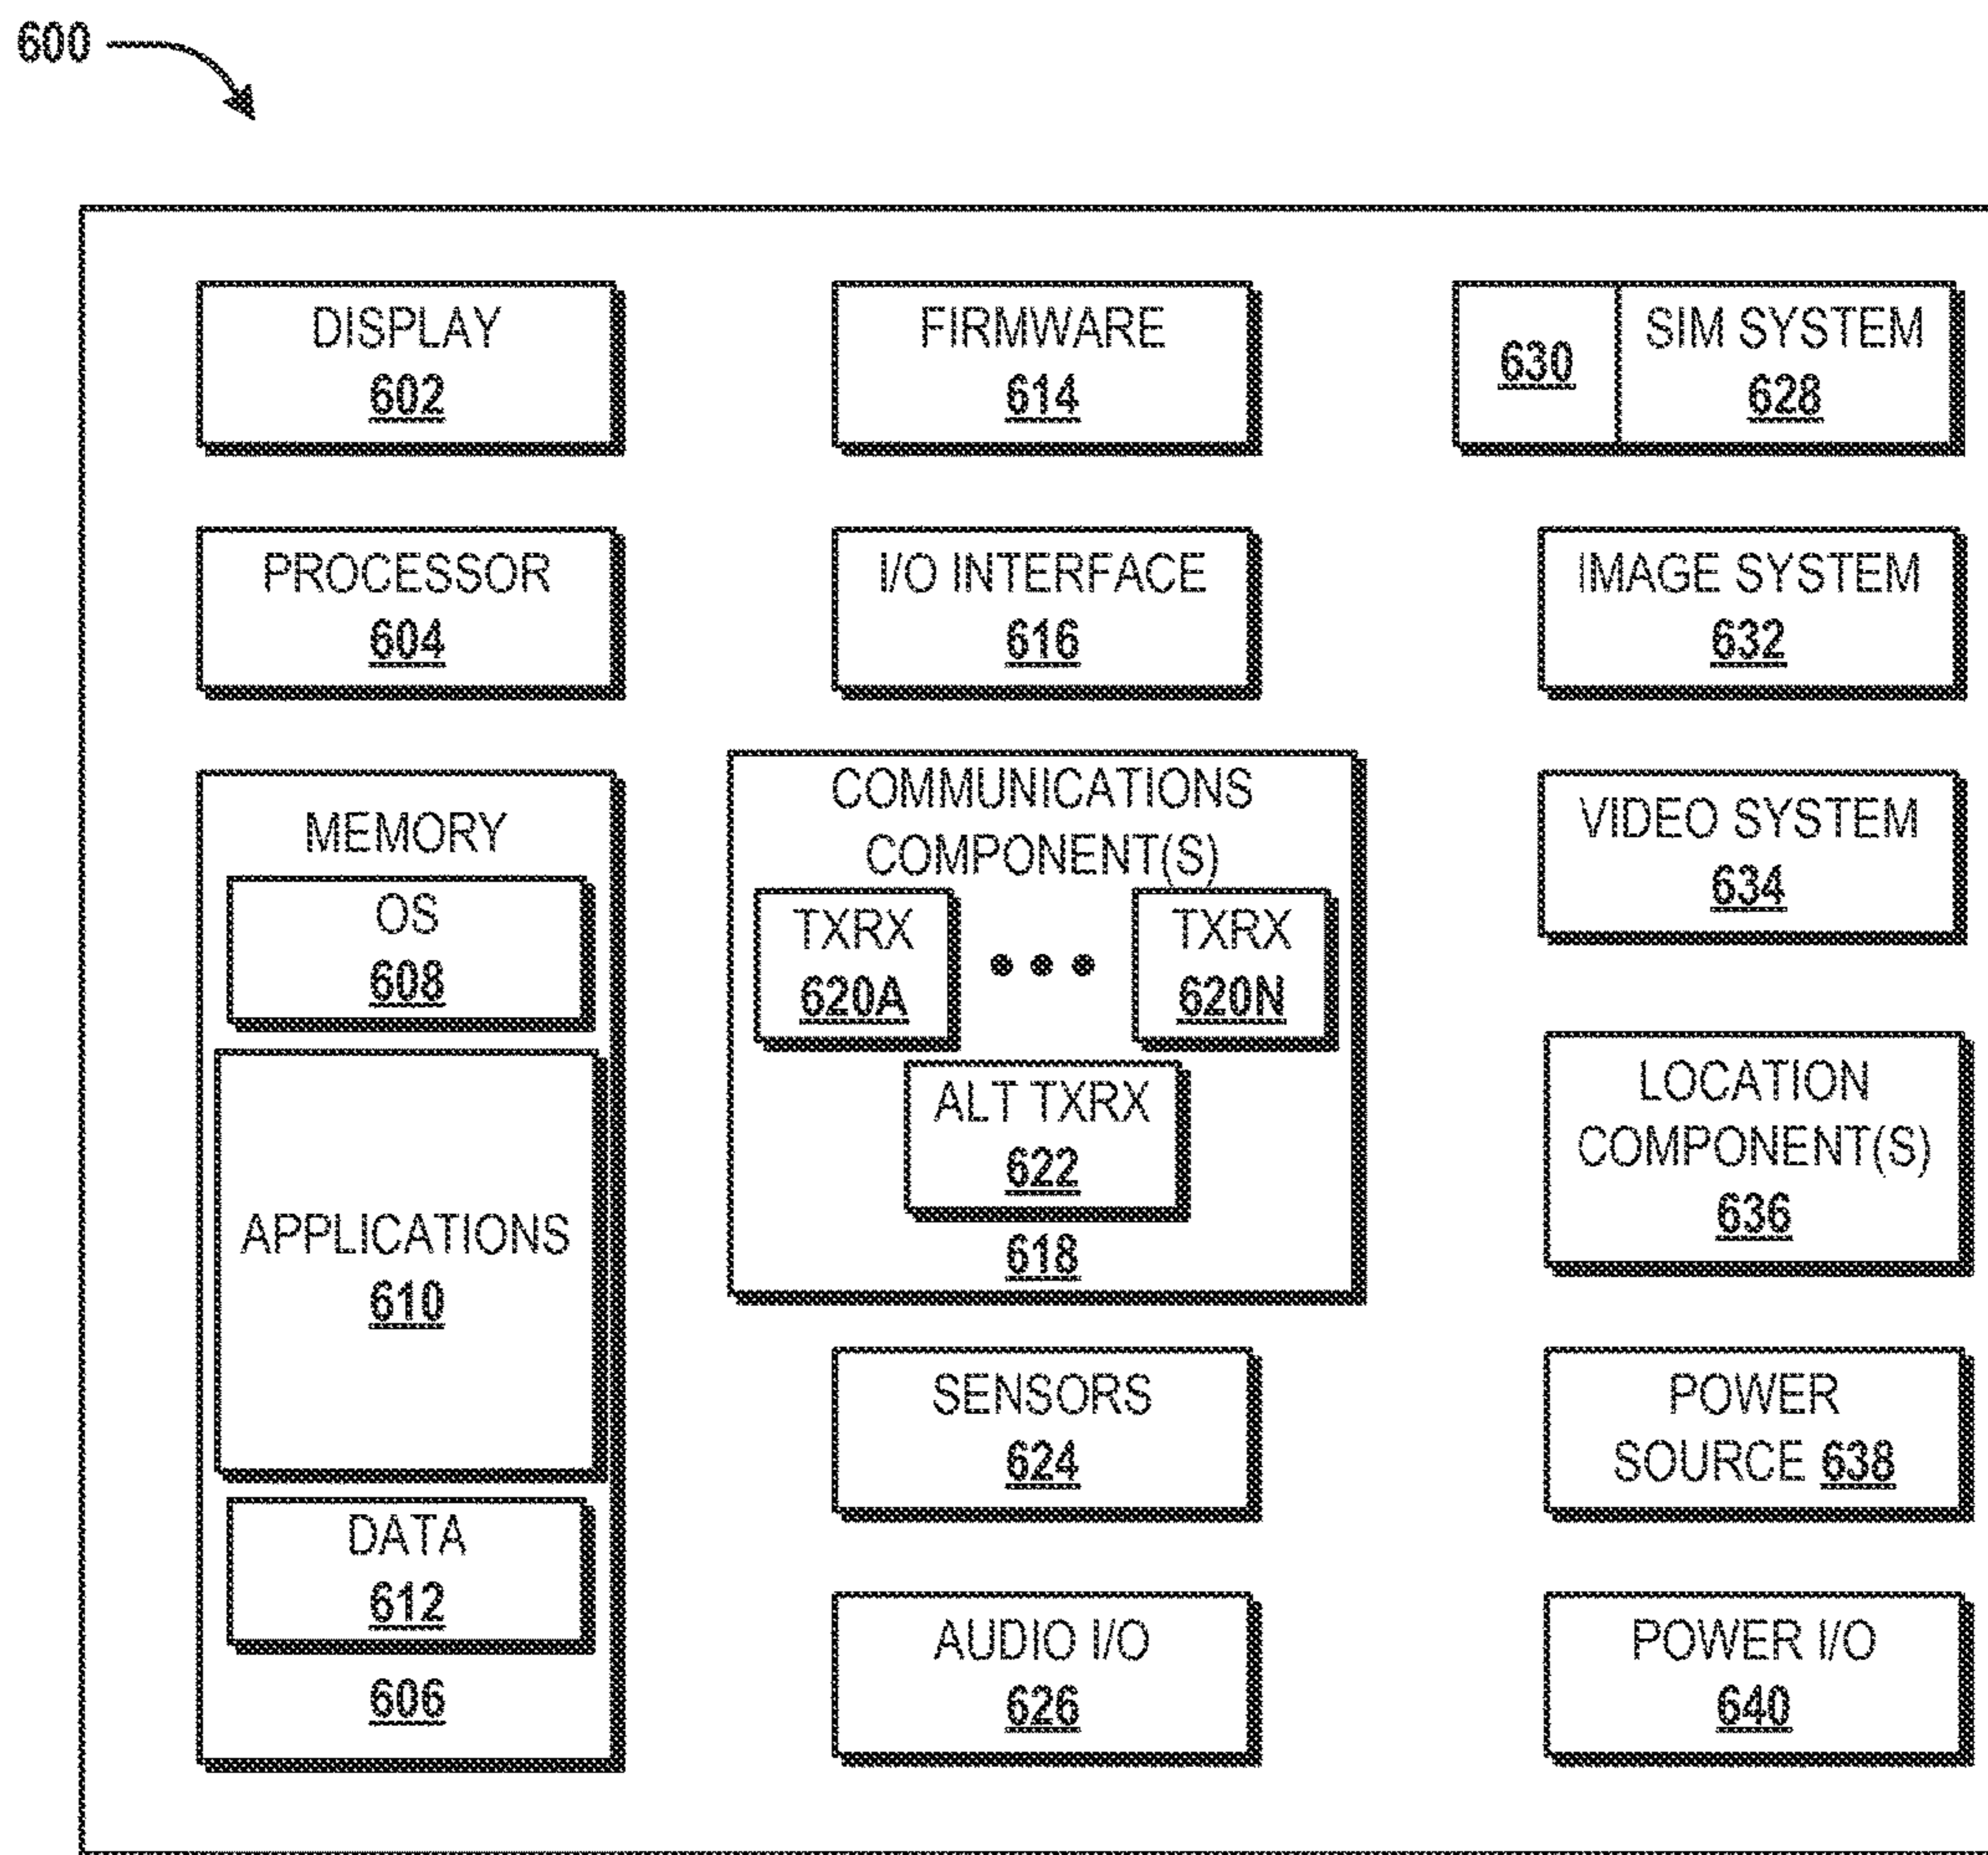 600
DISPLAY
602
PROCESSOR
604
MEMORY
OS
608
APPLICATIONS
610
DATA
612
606
FIRMWARE
614
I/O INTERFACE
616
COMMUNICATIONS
COMPONENT(S)
TXRX
620A
TXRX
620N
ALT TXRX
622
618
SENSORS
624
AUDIO I/O
626
630
SIM SYSTEM
628
IMAGE SYSTEM
632
VIDEO SYSTEM
634
LOCATION
COMPONENT(S)
636
POWER
SOURCE 638
POWER I/O
640